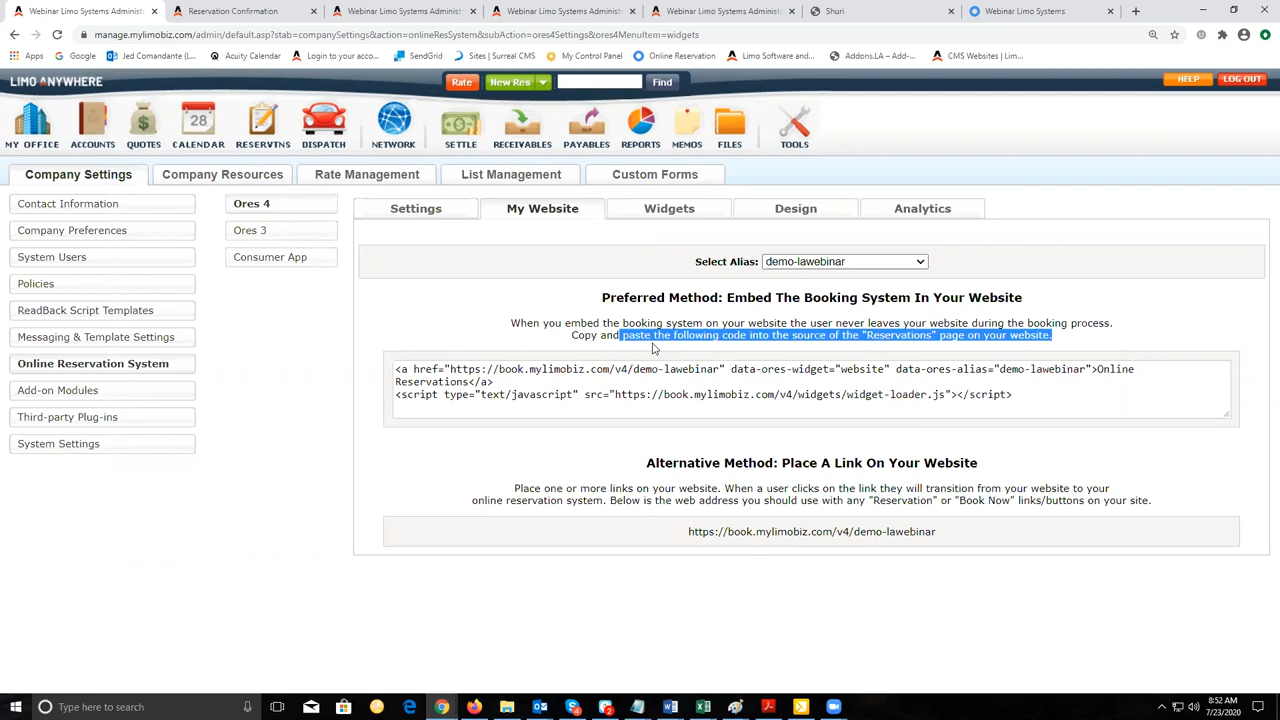 Webinar Limo Systems Administ
Reservation Confirmation
Webinar Limo Systems Administ
Webinar Limo Systems Administ
Webinar Limo Systems Administ
Shuri
Webinar Limo Systems
manage.mylimobiz.com/admin/default.asp?stab=companySettings&action=onlineResSystem&subAction=ores4Settings&ores4MenuItem=widgets
Apps
Google
Jed Comandante (U...
Acuity Calendar
Login to your acco...
SendGrid
Sites | Surreal CMS
My Control Panel
Online Reservation
Limo Software and...
Addons.LA – Add-...
CMS Websites | Lim...
LIMO ANYWHERE
Rate
New Res
Find
HELP
LOG OUT
28
MY OFFICE
ACCOUNTS
QUOTES
CALENDAR
RESERVTNS
DISPATCH
NETWORK
SETTLE
RECEIVABLES
PAYABLES
REPORTS
MEMOS
FILES
TOOLS
Company Settings
Company Resources
Rate Management
List Management
Custom Forms
Contact Information
Company Preferences
System Users
Policies
ReadBack Script Templates
Messaging & Template Settings
Online Reservation System
Add-on Modules
Third-party Plug-ins
System Settings
Ores 4
Ores 3
Consumer App
Settings
My Website
Widgets
Design
Analytics
Select Alias: demo-lawebinar
Preferred Method: Embed The Booking System In Your Website
When you embed the booking system on your website the user never leaves your website during the booking process.
Copy and paste the following code into the source of the "Reservations" page on your website.
<a href="https://book.mylimobiz.com/v4/demo-lawebinar" data-ores-widget="website" data-ores-alias="demo-lawebinar">Online
Reservations</a>
<script type="text/javascript" src="https://book.mylimobiz.com/v4/widgets/widget-loader.js"></script>
Alternative Method: Place A Link On Your Website
Place one or more links on your website. When a user clicks on the link they will transition from your website to your
online reservation system. Below is the web address you should use with any "Reservation" or "Book Now" links/buttons on your site.
https://book.mylimobiz.com/v4/demo-lawebinar
Type here to search
8:52 AM
7/23/2020